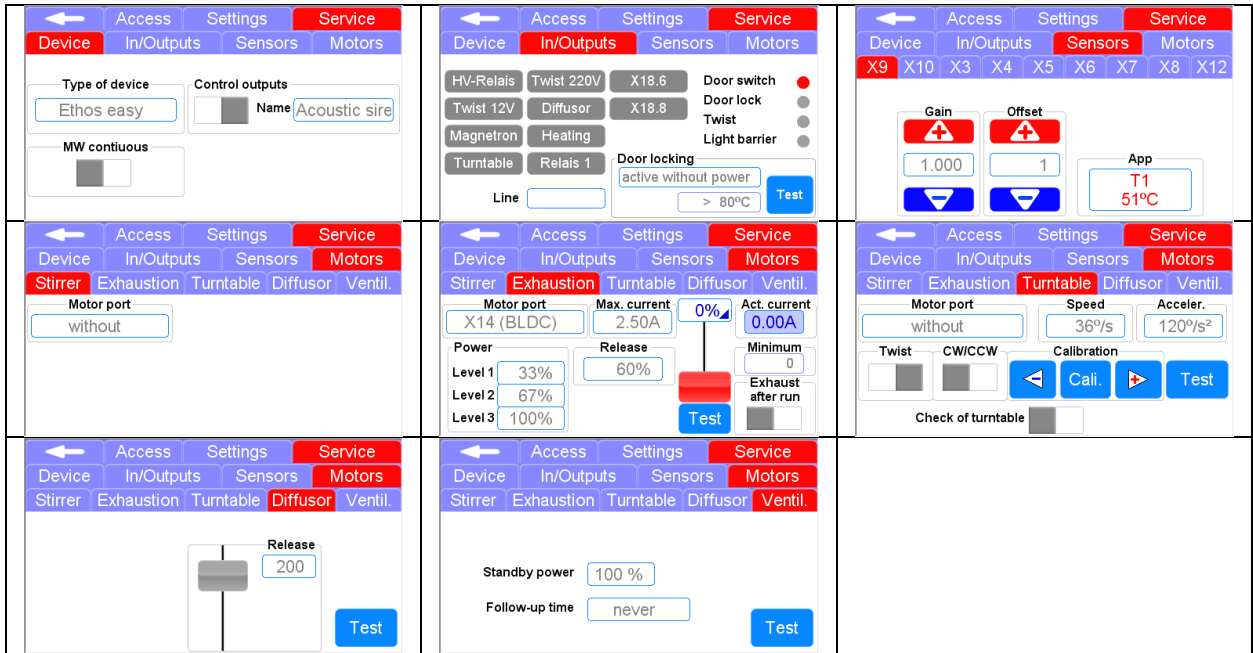 Access Settings Service
Device In/Outputs Sensors Motors
Type of device
Ethos easy
Control outputs
Name Acoustic sire
MW contiuous
Access Settings Service
Device In/Outputs Sensors Motors
HV-Relais Twist 220V X18.6 Door switch
Twist 12V Diffusor X18.8 Door lock
Magnetron Heating Twist
Turntable Relais 1 Light barrier
Door locking
active without power
> 80ºC
Line
Test
Access Settings Service
Device In/Outputs Sensors Motors
X9 X10 X3 X4 X5 X6 X7 X8 X12
Gain Offset
1.000 1
App
T1
51ºC
Access Settings Service
Device In/Outputs Sensors Motors
Stirrer Exhaustion Turntable Diffusor Ventil.
Motor port
without
Access Settings Service
Device In/Outputs Sensors Motors
Stirrer Exhaustion Turntable Diffusor Ventil.
Motor port Max. current 0% Act. current
X14 (BLDC) 2.50A 0.00A
Power Release Minimum
Level 1 33% 60% 0
Level 2 67%
Level 3 100%
Exhaust
after run
Test
Access Settings Service
Device In/Outputs Sensors Motors
Stirrer Exhaustion Turntable Diffusor Ventil.
Motor port Speed Acceler.
without 36º/s 120º/s²
Twist CW/CCW Calibration
Cali. Test
Check of turntable
Access Settings Service
Device In/Outputs Sensors Motors
Stirrer Exhaustion Turntable Diffusor Ventil.
Release
200
Test
Access Settings Service
Device In/Outputs Sensors Motors
Stirrer Exhaustion Turntable Diffusor Ventil.
Standby power 100 %
Follow-up time never
Test